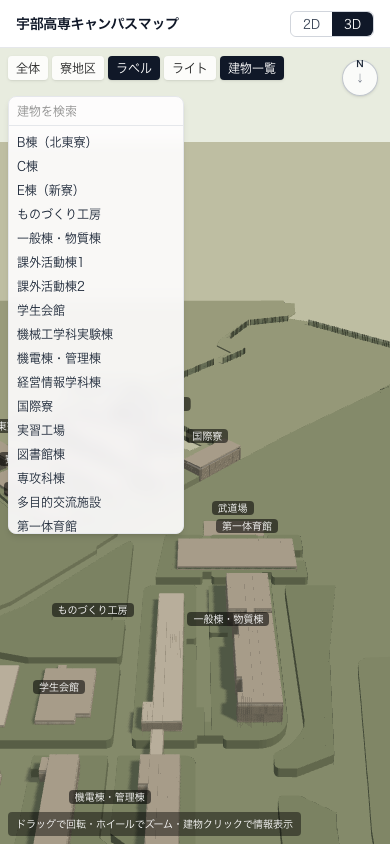 宇部高専キャンパスマップ
2D 3D
全体 寮地区 ラベル ライト 建物一覧
N
↓
建物を検索
B棟（北東寮）
C棟
E棟（新寮）
ものづくり工房
一般棟・物質棟
課外活動棟1
課外活動棟2
学生会館
機械工学科実験棟
機電棟・管理棟
経営情報学科棟
国際寮
実習工場
図書館棟
専攻科棟
多目的交流施設
第一体育館
国際寮
武道場
第一体育館
ものづくり工房
一般棟・物質棟
学生会館
機電棟・管理棟
ドラッグで回転・ホイールでズーム・建物クリックで情報表示